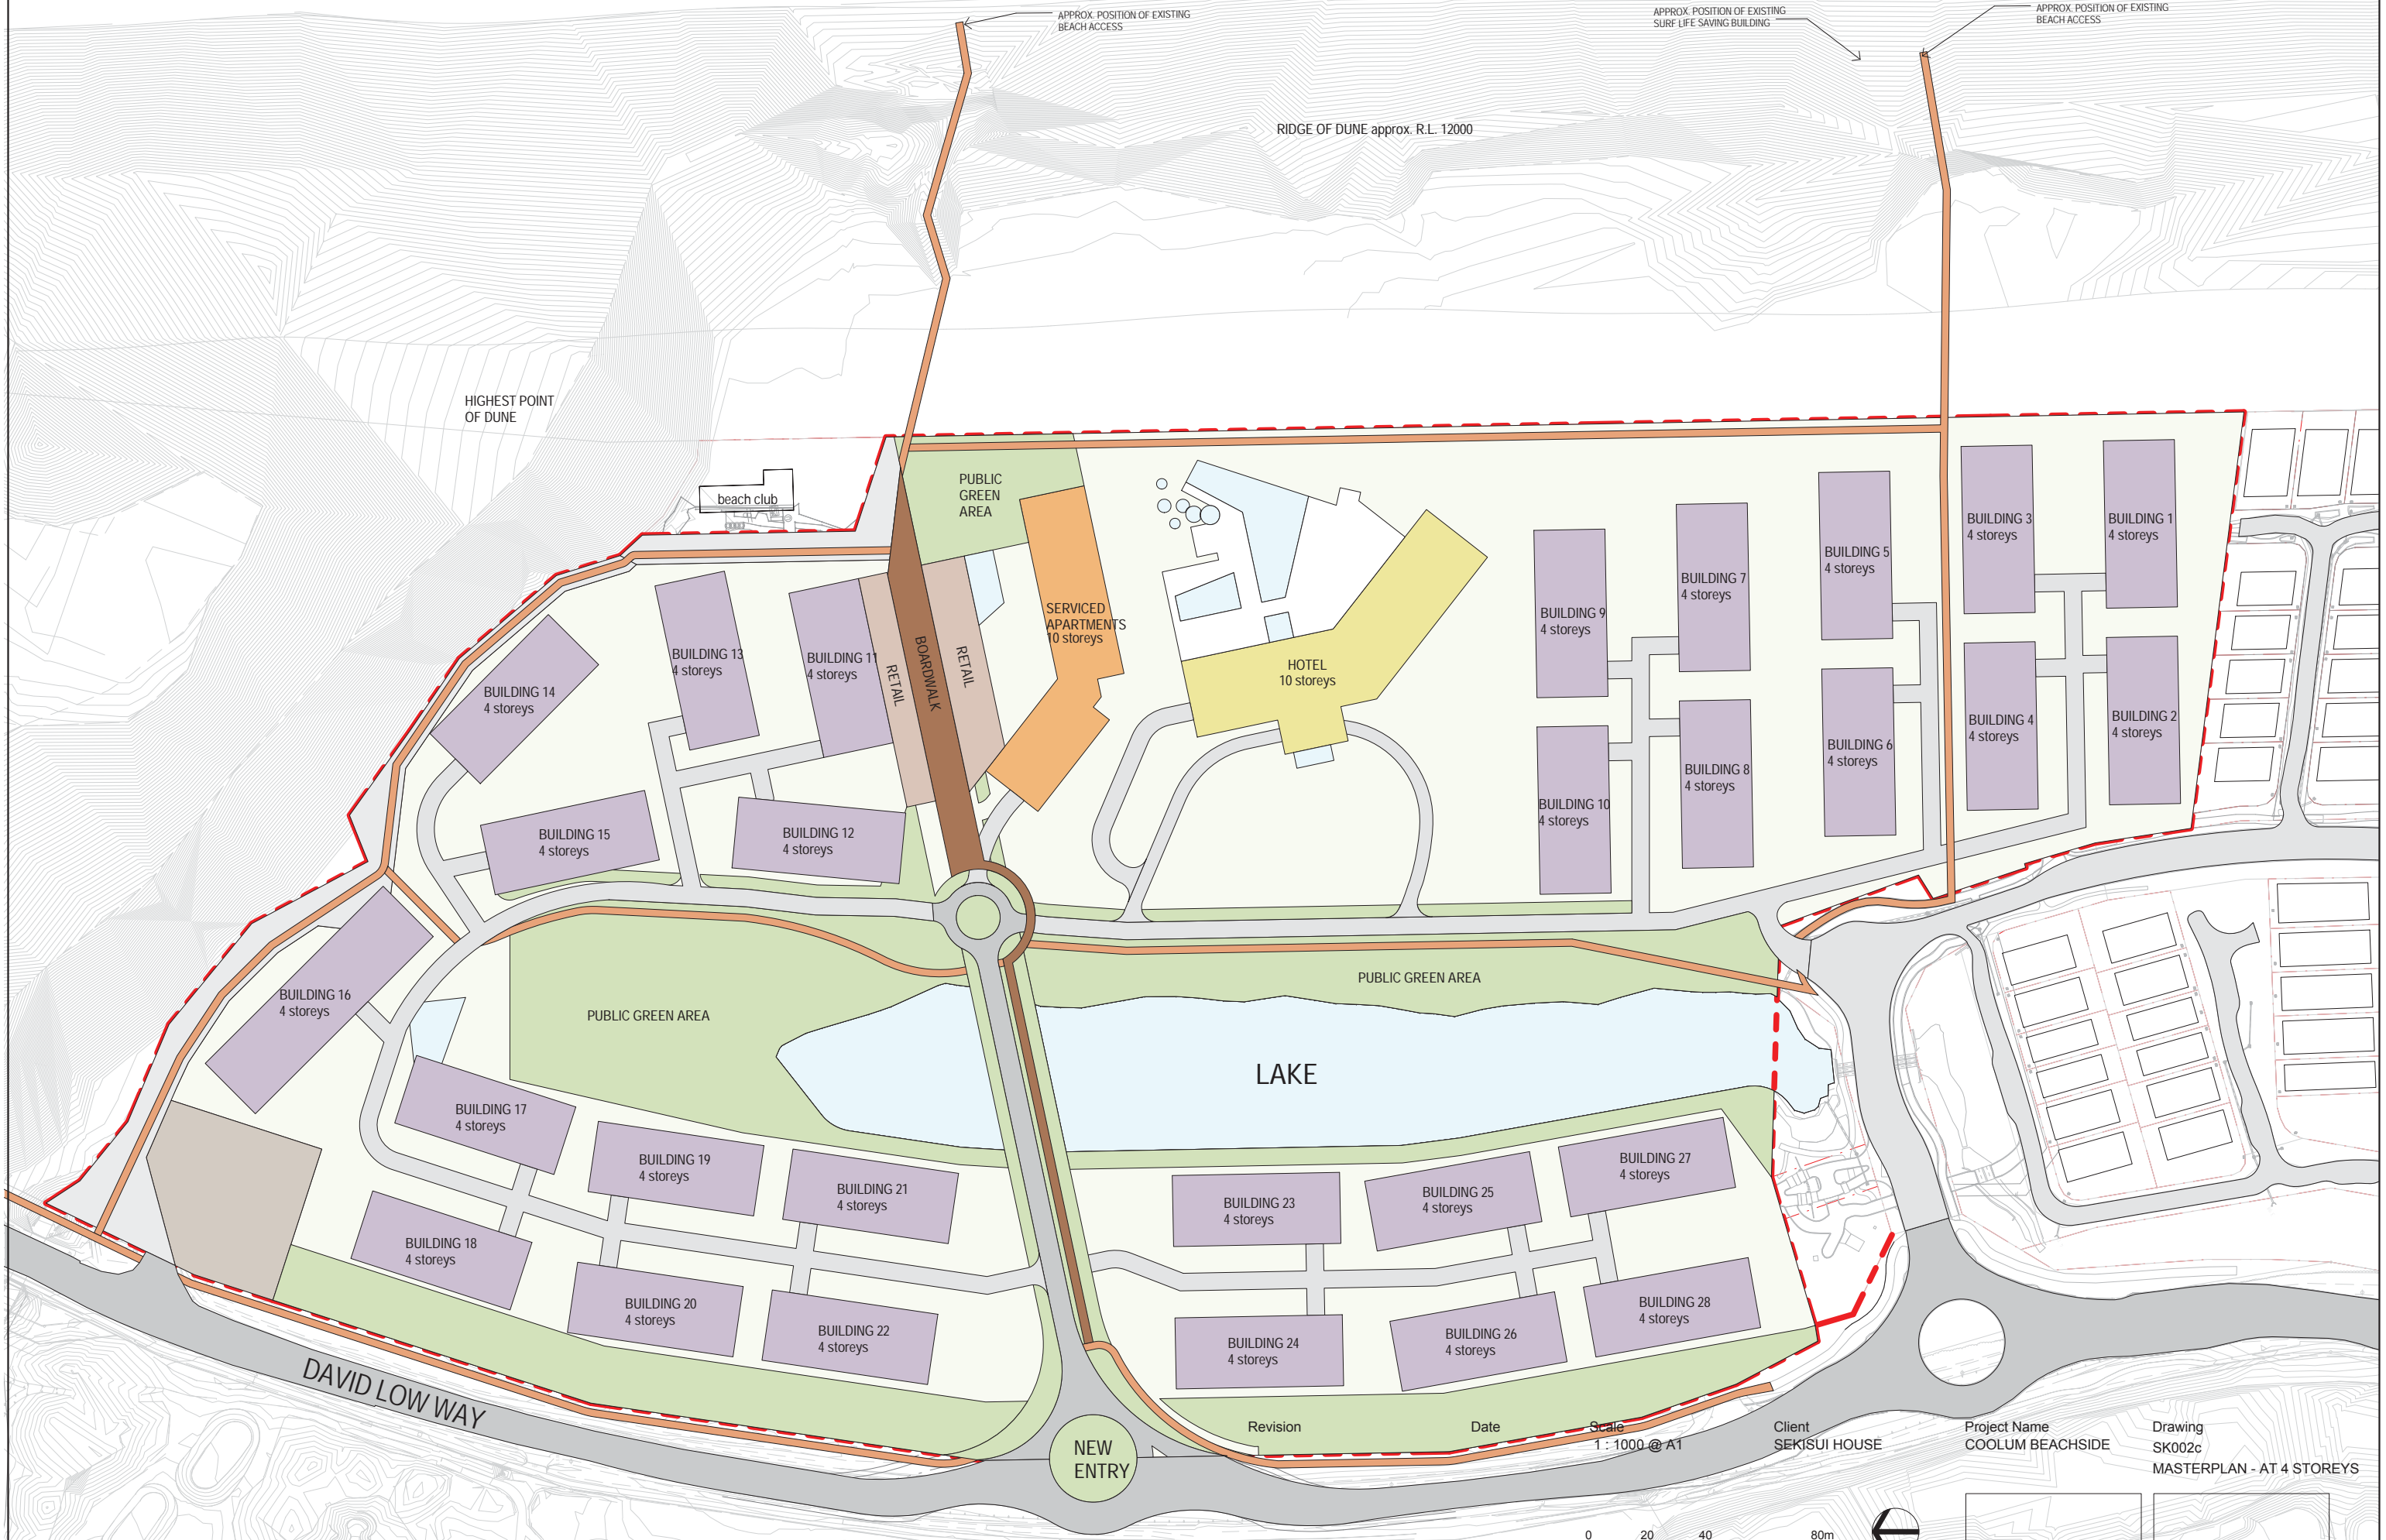 APPROX. POSITION OF EXISTING
BEACH ACCESS
APPROX. POSITION OF EXISTING
SURF LIFE SAVING BUILDING
APPROX. POSITION OF EXISTING
BEACH ACCESS
RIDGE OF DUNE approx. R.L. 12000
HIGHEST POINT
OF DUNE
beach club
PUBLIC
GREEN
AREA
SERVICED
APARTMENTS
10 storeys
HOTEL
10 storeys
RETAIL
BOARDWALK
RETAIL
BUILDING 1
4 storeys
BUILDING 2
4 storeys
BUILDING 3
4 storeys
BUILDING 4
4 storeys
BUILDING 5
4 storeys
BUILDING 6
4 storeys
BUILDING 7
4 storeys
BUILDING 8
4 storeys
BUILDING 9
4 storeys
BUILDING 10
4 storeys
BUILDING 11
4 storeys
BUILDING 12
4 storeys
BUILDING 13
4 storeys
BUILDING 14
4 storeys
BUILDING 15
4 storeys
BUILDING 16
4 storeys
PUBLIC GREEN AREA
PUBLIC GREEN AREA
LAKE
BUILDING 17
4 storeys
BUILDING 18
4 storeys
BUILDING 19
4 storeys
BUILDING 20
4 storeys
BUILDING 21
4 storeys
BUILDING 22
4 storeys
BUILDING 23
4 storeys
BUILDING 24
4 storeys
BUILDING 25
4 storeys
BUILDING 26
4 storeys
BUILDING 27
4 storeys
BUILDING 28
4 storeys
DAVID LOW WAY
NEW
ENTRY
Revision
Date
Scale
1 : 1000 @ A1
Client
SEKISUI HOUSE
Project Name
COOLUM BEACHSIDE
Drawing
SK002c
MASTERPLAN - AT 4 STOREYS
0 20 40 80m